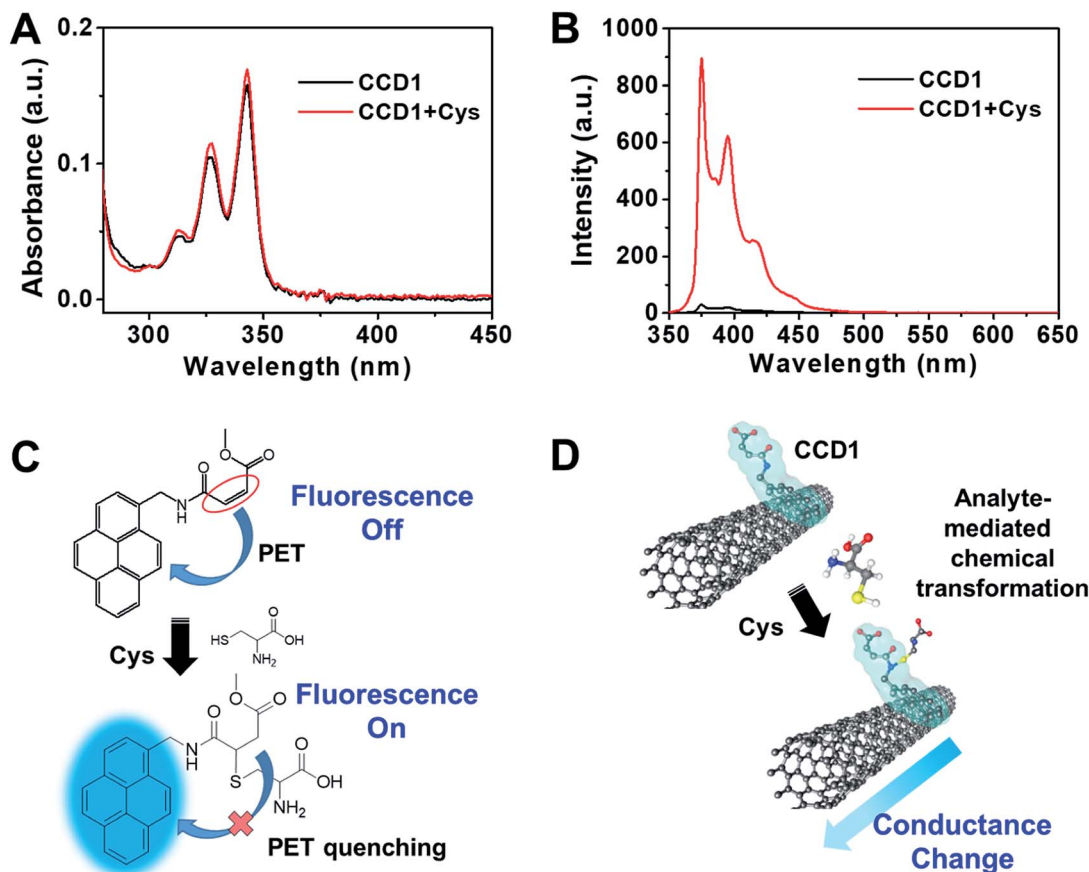 A
0.2
CCD1
CCD1+Cys
0.1
0.0
Absorbance (a.u.)
300 350 400 450
Wavelength (nm)
B
1000
CCD1
CCD1+Cys
800
600
400
200
0
Intensity (a.u.)
350 400 450 500 550 600 650
Wavelength (nm)
C
O
O
O
N
H
Fluorescence
Off
PET
Cys
HS
O
OH
NH2
Fluorescence
On
O
O
O
NH
S
O
OH
NH2
PET quenching
D
CCD1
Analyte-
mediated
chemical
transformation
Cys
Conductance
Change